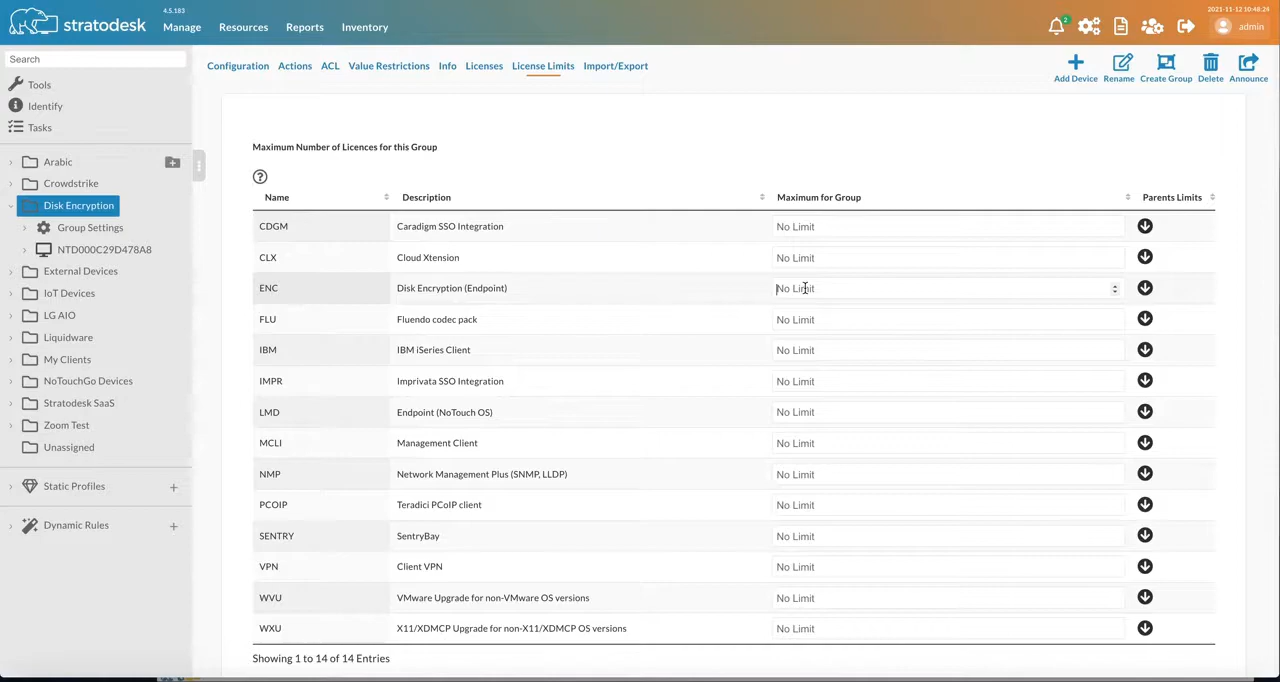 stratodesk
4.5.183
Manage Resources Reports Inventory
2
2021-11-12 10:48:24
admin
Search
Tools
Identify
Tasks
Arabic
Crowdstrike
Disk Encryption
Group Settings
NTD000C29D478A8
External Devices
IoT Devices
LG AIO
Liquidware
My Clients
NoTouchGo Devices
Stratodesk SaaS
Zoom Test
Unassigned
Static Profiles
Dynamic Rules
Configuration Actions ACL Value Restrictions Info Licenses License Limits Import/Export
Add Device Rename Create Group Delete Announce
Maximum Number of Licences for this Group
?
Name Description Maximum for Group Parents Limits
CDGM Caradigm SSO Integration No Limit
CLX Cloud Xtension No Limit
ENC Disk Encryption (Endpoint) No Limit
FLU Fluendo codec pack No Limit
IBM IBM iSeries Client No Limit
IMPR Imprivata SSO Integration No Limit
LMD Endpoint (NoTouch OS) No Limit
MCLI Management Client No Limit
NMP Network Management Plus (SNMP, LLDP) No Limit
PCOIP Teradici PCoIP client No Limit
SENTRY SentryBay No Limit
VPN Client VPN No Limit
WVU VMware Upgrade for non-VMware OS versions No Limit
WXU X11/XDMCP Upgrade for non-X11/XDMCP OS versions No Limit
Showing 1 to 14 of 14 Entries